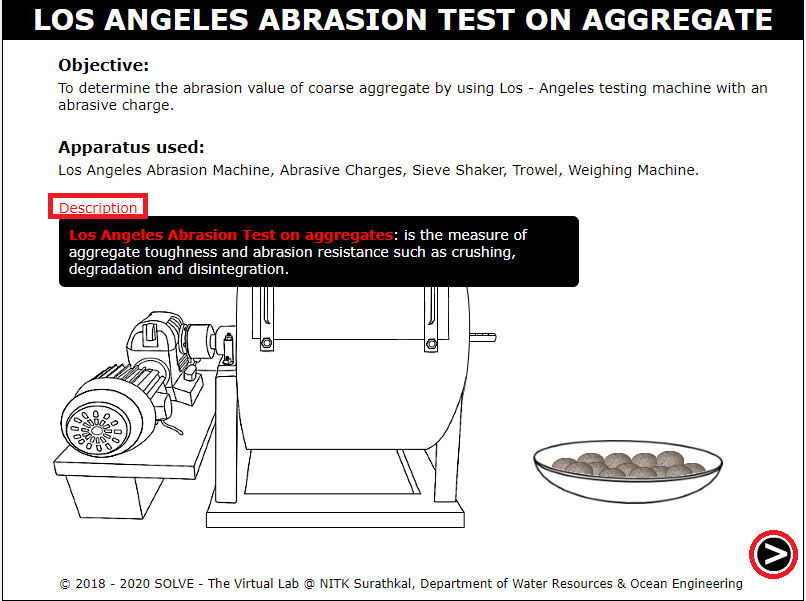 LOS ANGELES ABRASION TEST ON AGGREGATE
Objective:
To determine the abrasion value of coarse aggregate by using Los - Angeles testing machine with an
abrasive charge.
Apparatus used:
Los Angeles Abrasion Machine, Abrasive Charges, Sieve Shaker, Trowel, Weighing Machine.
Description
Los Angeles Abrasion Test on aggregates: is the measure of
aggregate toughness and abrasion resistance such as crushing,
degradation and disintegration.
© 2018 - 2020 SOLVE - The Virtual Lab @ NITK Surathkal, Department of Water Resources & Ocean Engineering